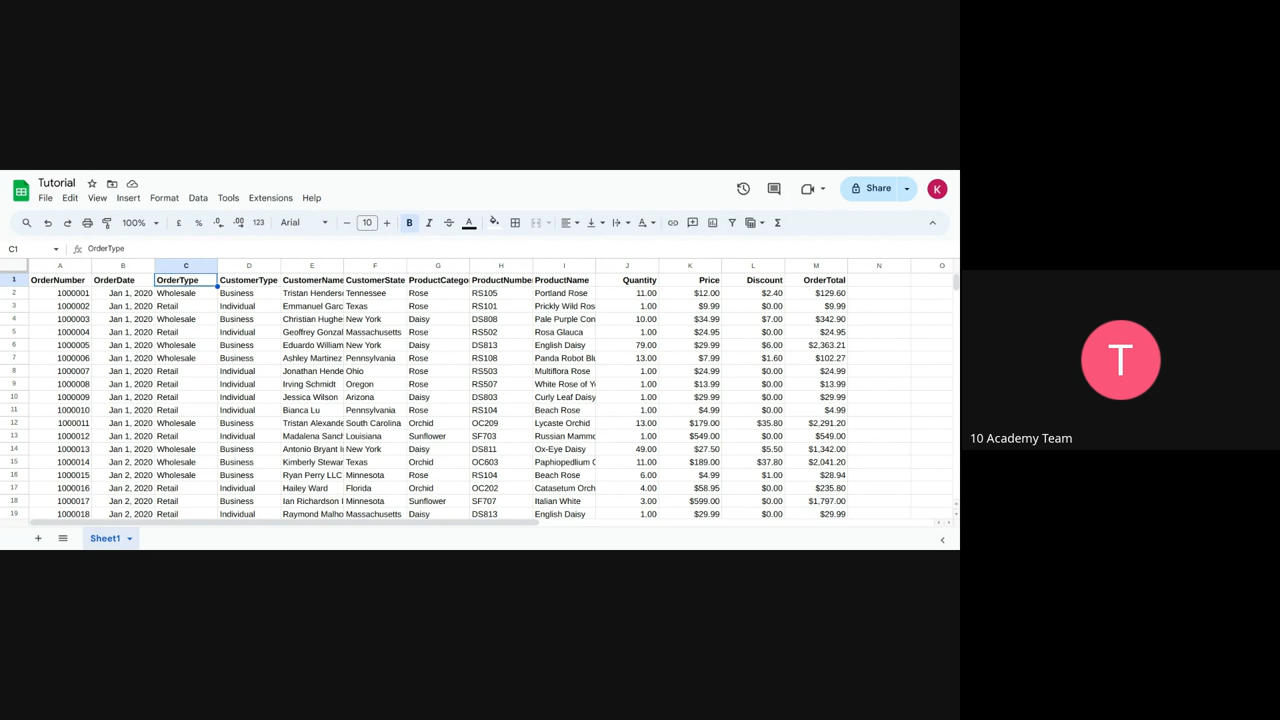 Tutorial
File Edit View Insert Format Data Tools Extensions Help
Share
K
100% £ % .0 .00 123 Arial 10 B I S A
C1 fx OrderType
A B C D E F G H I J K L M N O
1 OrderNumber OrderDate OrderType CustomerType CustomerName CustomerState ProductCatego ProductNumbe ProductName Quantity Price Discount OrderTotal
2 1000001 Jan 1, 2020 Wholesale Business Tristan Henders Tennessee Rose RS105 Portland Rose 11.00 $12.00 $2.40 $129.60
3 1000002 Jan 1, 2020 Retail Individual Emmanuel Garc Texas Rose RS101 Prickly Wild Ros 1.00 $9.99 $0.00 $9.99
4 1000003 Jan 1, 2020 Wholesale Business Christian Hughe New York Daisy DS808 Pale Purple Con 10.00 $34.99 $7.00 $342.90
5 1000004 Jan 1, 2020 Retail Individual Geoffrey Gonzal Massachusetts Rose RS502 Rosa Glauca 1.00 $24.95 $0.00 $24.95
6 1000005 Jan 1, 2020 Wholesale Business Eduardo William New York Daisy DS813 English Daisy 79.00 $29.99 $6.00 $2,363.21
7 1000006 Jan 1, 2020 Wholesale Business Ashley Martinez Pennsylvania Rose RS108 Panda Robot Blu 13.00 $7.99 $1.60 $102.27
8 1000007 Jan 1, 2020 Retail Individual Jonathan Hende Ohio Rose RS503 Multiflora Rose 1.00 $24.99 $0.00 $24.99
9 1000008 Jan 1, 2020 Retail Individual Irving Schmidt Oregon Rose RS507 White Rose of Y 1.00 $13.99 $0.00 $13.99
10 1000009 Jan 1, 2020 Retail Individual Jessica Wilson Arizona Daisy DS803 Curly Leaf Daisy 1.00 $29.99 $0.00 $29.99
11 1000010 Jan 1, 2020 Retail Individual Bianca Lu Pennsylvania Rose RS104 Beach Rose 1.00 $4.99 $0.00 $4.99
12 1000011 Jan 1, 2020 Wholesale Business Tristan Alexande South Carolina Orchid OC209 Lycaste Orchid 13.00 $179.00 $35.80 $2,291.20
13 1000012 Jan 1, 2020 Retail Individual Madalena Sanch Louisiana Sunflower SF703 Russian Mammo 1.00 $549.00 $0.00 $549.00
14 1000013 Jan 1, 2020 Wholesale Business Antonio Bryant I New York Daisy DS811 Ox-Eye Daisy 49.00 $27.50 $5.50 $1,342.00
15 1000014 Jan 2, 2020 Wholesale Business Kimberly Stewar Texas Orchid OC603 Paphiopedlium C 11.00 $189.00 $37.80 $2,041.20
16 1000015 Jan 2, 2020 Wholesale Business Ryan Perry LLC Minnesota Rose RS104 Beach Rose 6.00 $4.99 $1.00 $28.94
17 1000016 Jan 2, 2020 Retail Individual Hailey Ward Florida Orchid OC202 Catasetum Orch 4.00 $58.95 $0.00 $235.80
18 1000017 Jan 2, 2020 Retail Business Ian Richardson I Minnesota Sunflower SF707 Italian White 3.00 $599.00 $0.00 $1,797.00
19 1000018 Jan 2, 2020 Retail Individual Raymond Malho Massachusetts Daisy DS813 English Daisy 1.00 $29.99 $0.00 $29.99
Sheet1
T
10 Academy Team